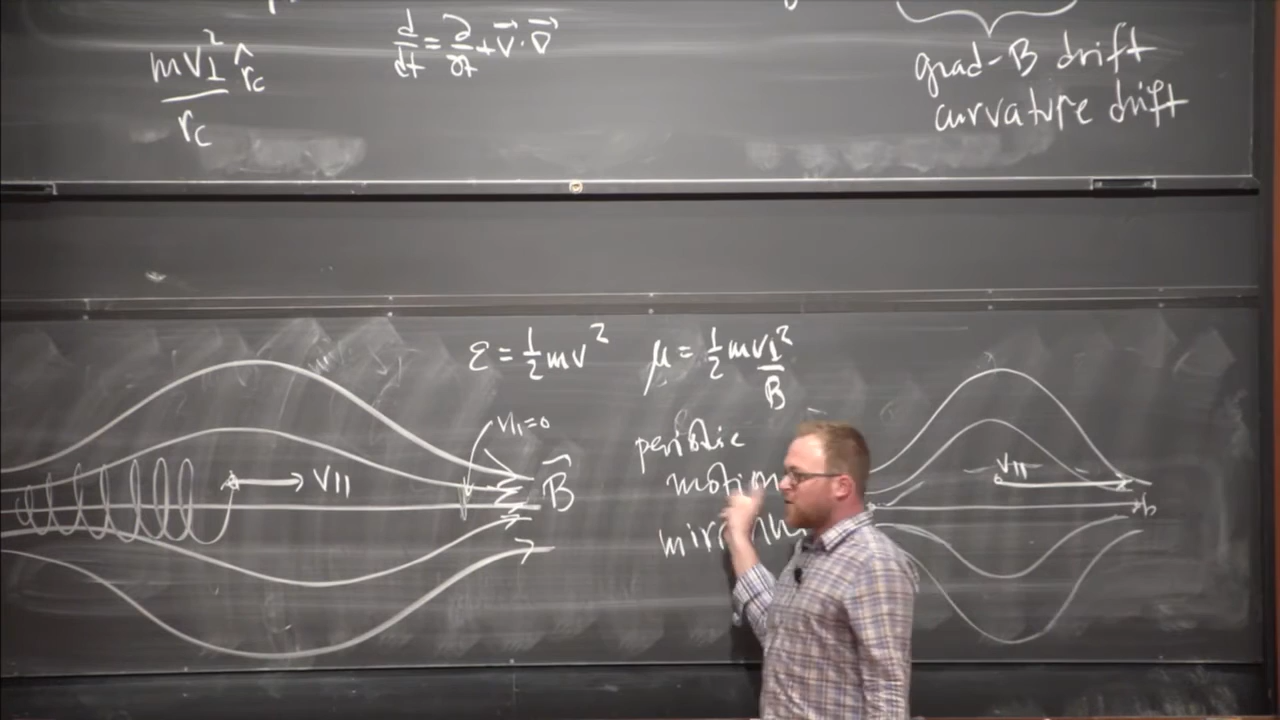 mv⊥² r̂c
rc
d/dt = ∂/∂t + v⃗·∇⃗
grad-B drift
curvature drift
ε = ½mv²
μ = ½mv⊥²
B
v∥=0
v∥
B⃗
periodic
motion
v∥